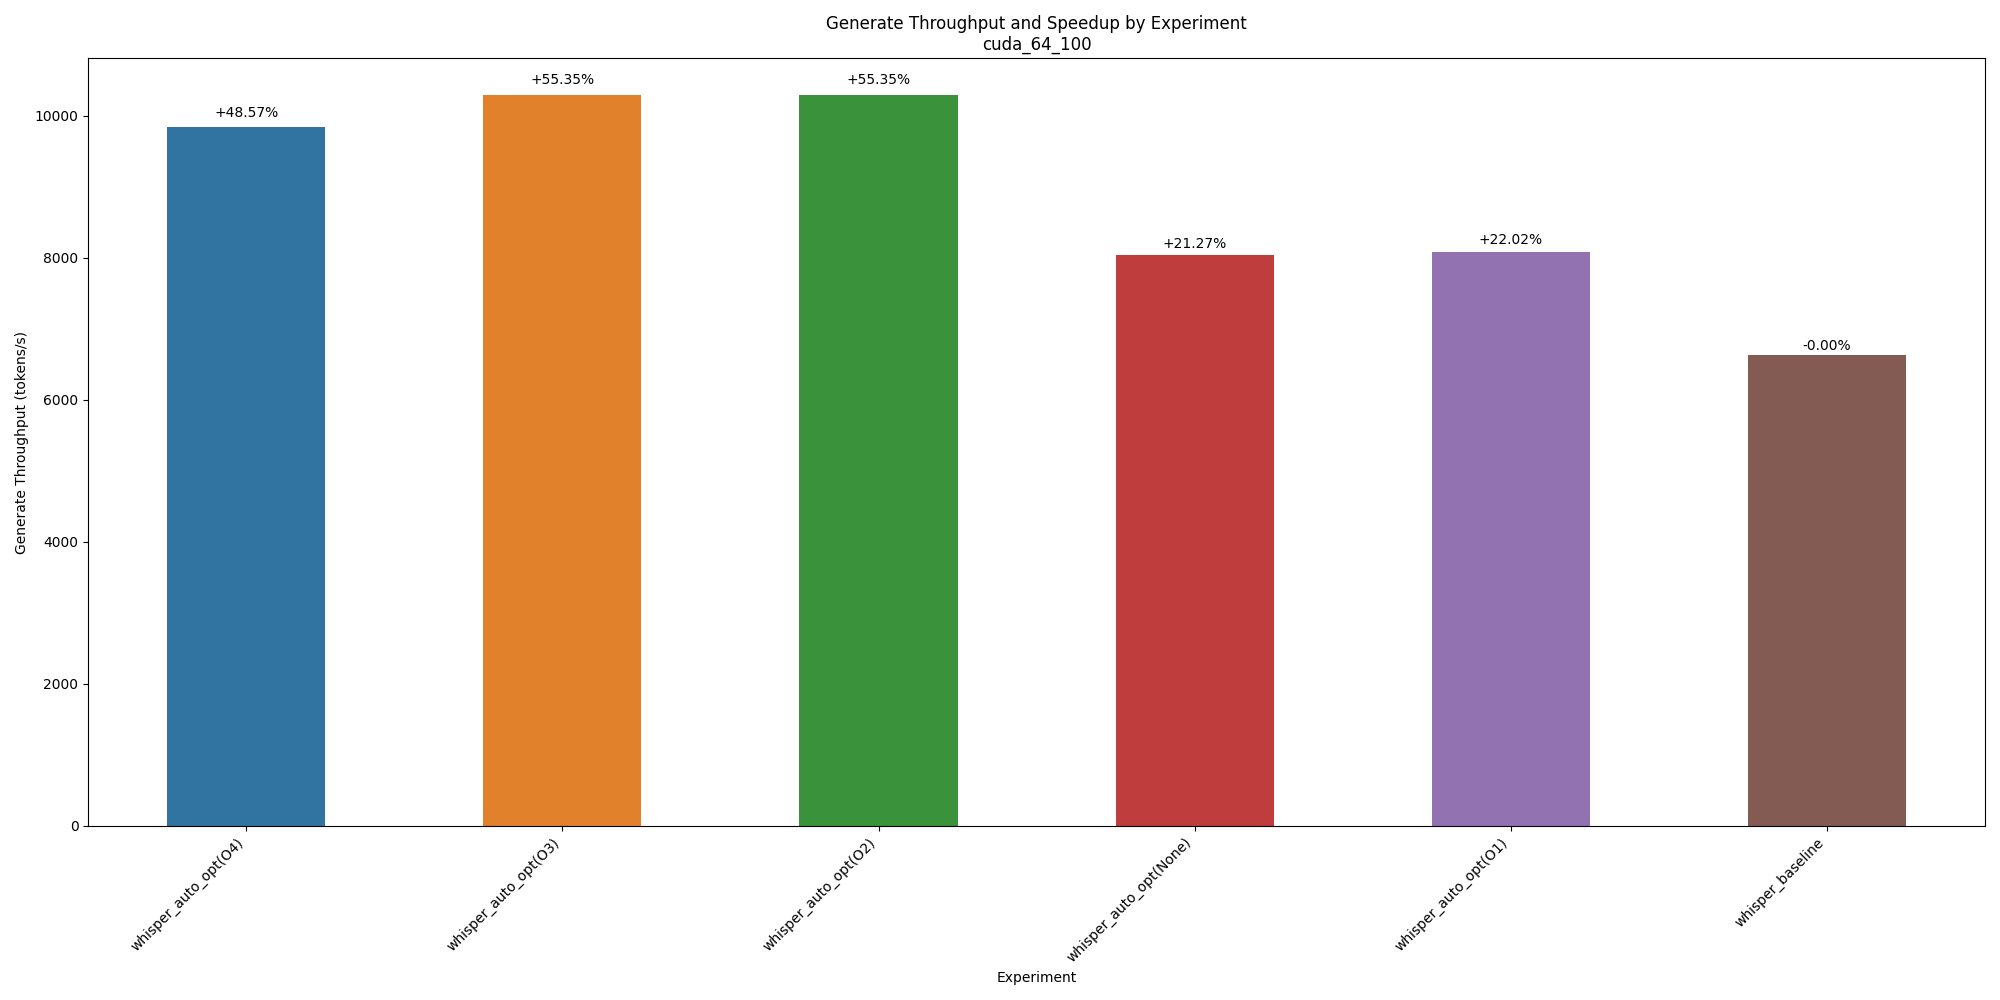 Generate Throughput and Speedup by Experiment
cuda_64_100
+48.57%
+55.35%
+55.35%
+21.27%
+22.02%
-0.00%
10000
8000
6000
4000
2000
0
Generate Throughput (tokens/s)
whisper_auto_opt(O4)
whisper_auto_opt(O3)
whisper_auto_opt(O2)
whisper_auto_opt(None)
whisper_auto_opt(O1)
whisper_baseline
Experiment